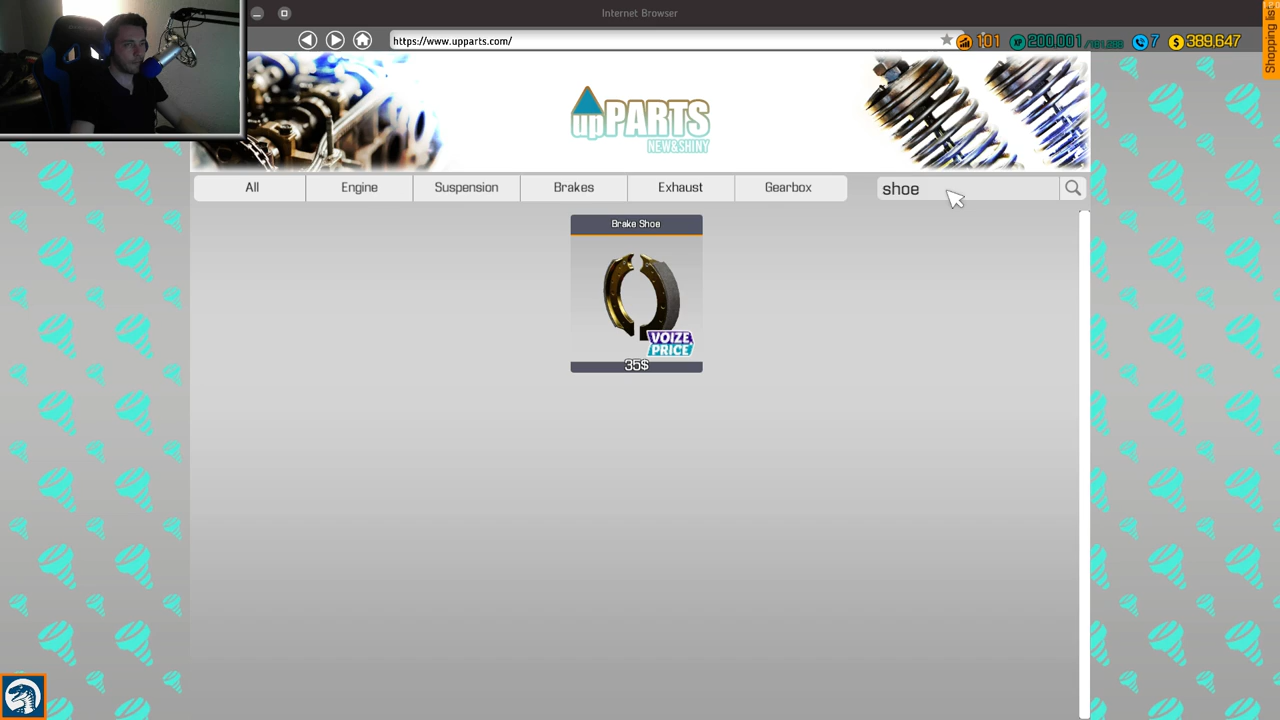 Internet Browser
https://www.upparts.com/
101
200.001
7
389.647
Shopping list
upPARTS
NEW&SHINY
All
Engine
Suspension
Brakes
Exhaust
Gearbox
shoe
Brake Shoe
VOIZE
PRICE
35$